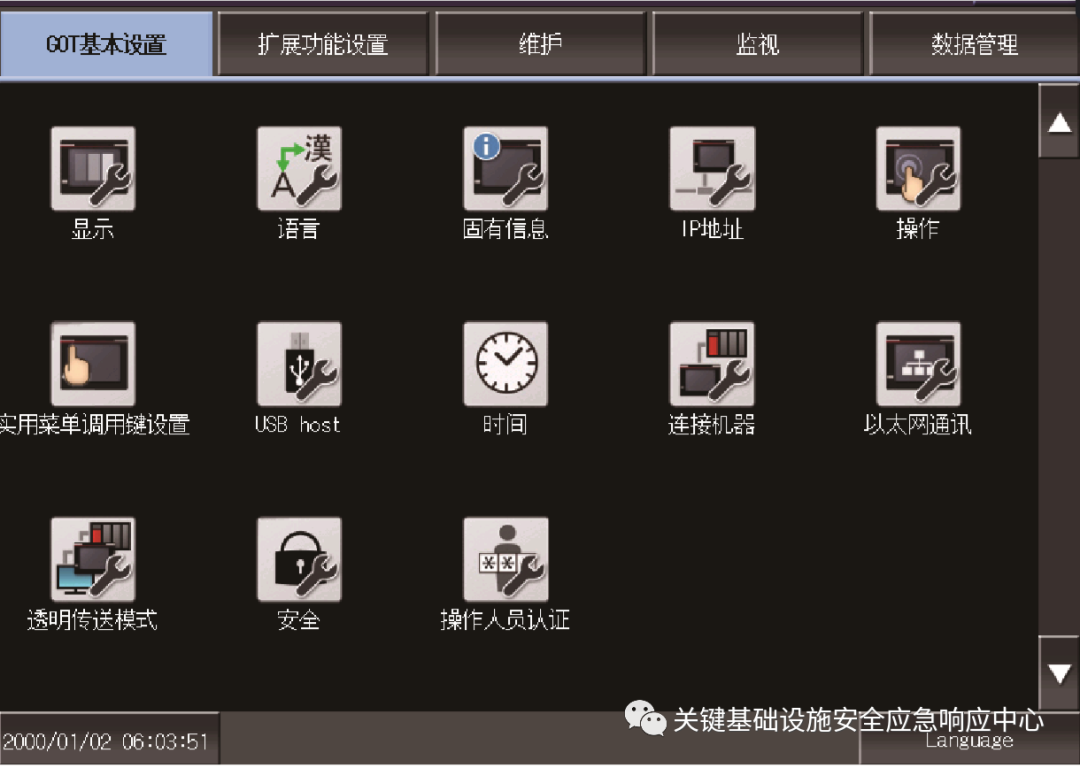 GOT基本设置 扩展功能设置 维护 监视 数据管理
漢
A
i
显示 语言 固有信息 IP地址 操作
实用菜单调用键设置 USB host 时间 连接机器 以太网通讯
**
透明传送模式 安全 操作人员认证
关键基础设施安全应急响应中心
2000/01/02 06:03:51 Language